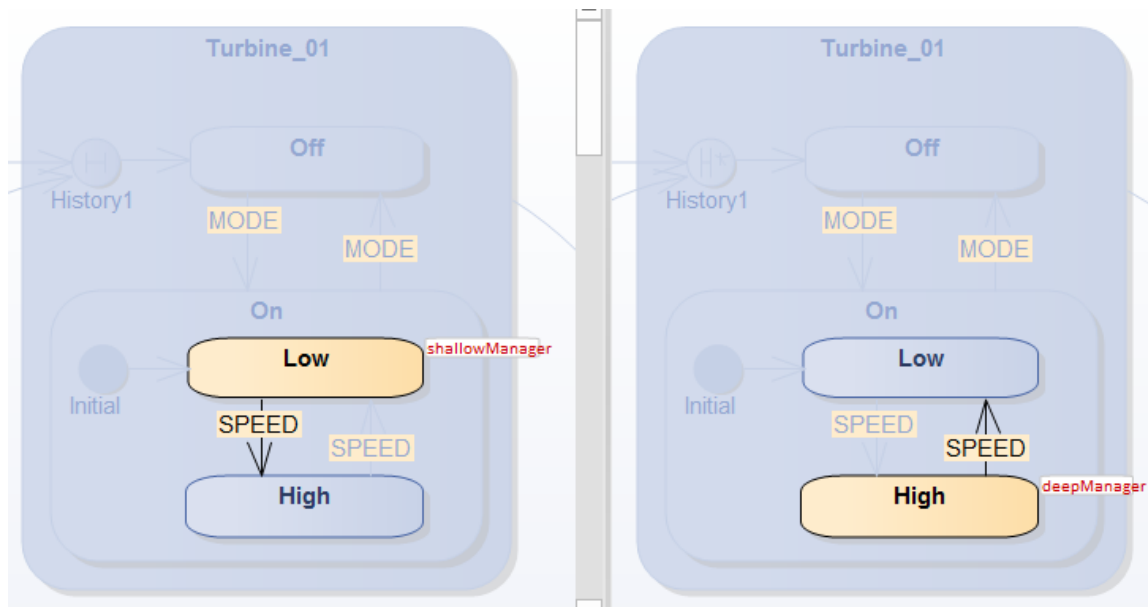 Turbine_01
Off
H
History1
MODE
MODE
On
Low
shallowManager
Initial
SPEED
SPEED
High
Turbine_01
Off
H*
History1
MODE
MODE
On
Low
Initial
SPEED
SPEED
High
deepManager